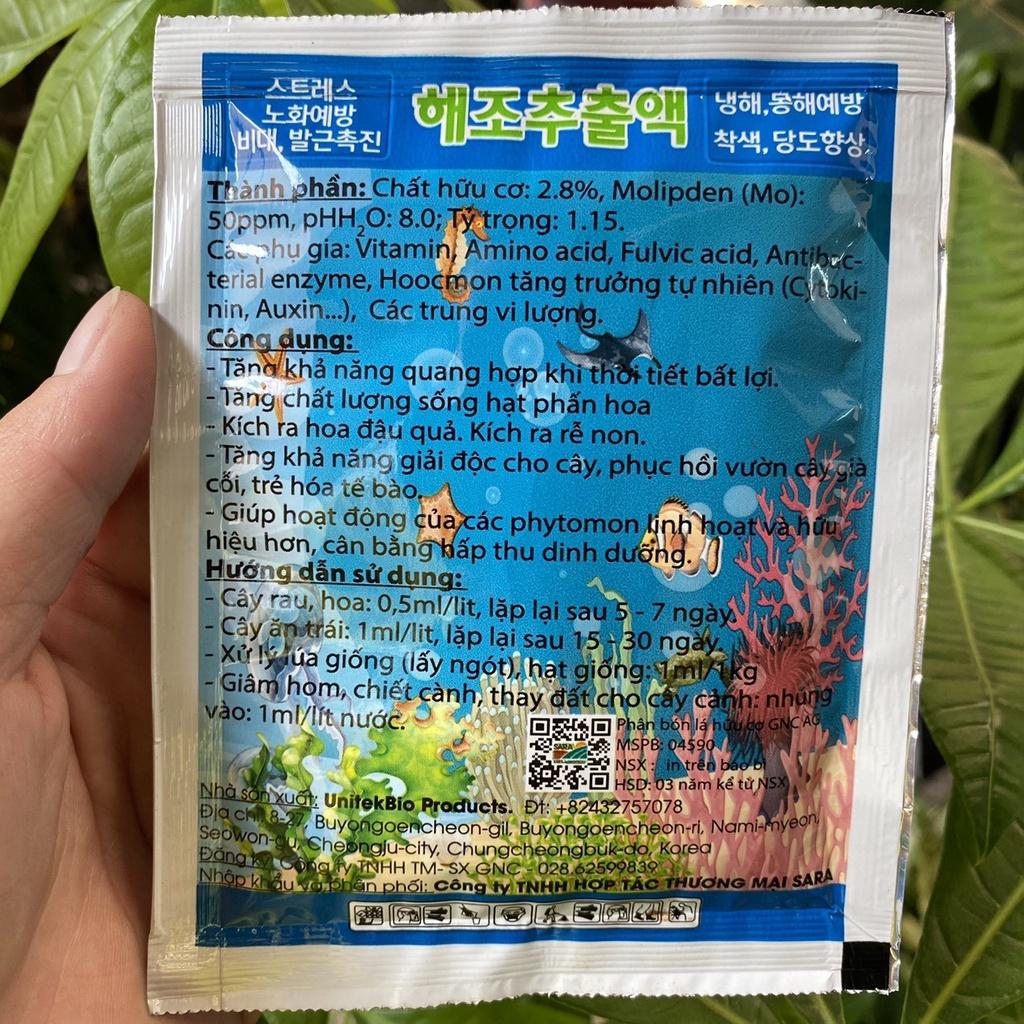 스트레스
노화예방
비대, 발근촉진
해조추출액
냉해,동해예방
착색, 당도향상,
Thành phần: Chất hữu cơ: 2.8%, Molipden (Mo):
50ppm, pHH₂O: 8.0; Tỷ trọng: 1.15.
Các phụ gia: Vitamin, Amino acid, Fulvic acid, Antibac-
terial enzyme, Hoocmon tăng trưởng tự nhiên (Cytoki-
nin, Auxin...), Các trung vi lượng.
Công dụng:
- Tăng khả năng quang hợp khi thời tiết bất lợi.
- Tăng chất lượng sống hạt phấn hoa
- Kích ra hoa đậu quả. Kích ra rễ non.
- Tăng khả năng giải độc cho cây, phục hồi vườn cây già
cỗi, trẻ hóa tế bào.
- Giúp hoạt động của các phytomon linh hoạt và hữu
hiệu hơn, cân bằng hấp thu dinh dưỡng.
Hướng dẫn sử dụng:
- Cây rau, hoa: 0,5ml/lit, lặp lại sau 5 - 7 ngày.
- Cây ăn trái: 1ml/lit, lặp lại sau 15 - 30 ngày.
- Xử lý lúa giống (lấy ngót), hạt giống: 1ml/1kg
- Giâm hom, chiết cành, thay đất cho cây cảnh: nhúng
vào: 1ml/lít nước.
SARA
Phân bón lá hữu cơ GNC AG
MSPB: 04590
NSX : in trên bao bì
HSD: 03 năm kể từ NSX
Nhà sản xuất: UnitekBio Products. Đt: +82432757078
Địa chỉ: 8-27, Buyongoencheon-gil, Buyongoencheon-ri, Nami-myeon,
Seowon-gu, Cheongju-city, Chungcheongbuk-do, Korea
Đăng ký: Công ty TNHH TM- SX GNC - 028.62599839
Nhập khẩu và phân phối: Công ty TNHH HỢP TÁC THƯƠNG MẠI SARA